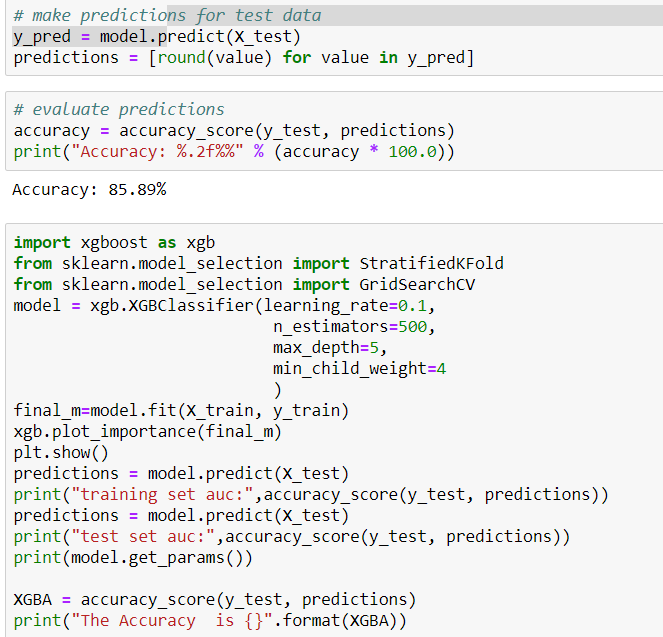 # make predictions for test data
y_pred = model.predict(X_test)
predictions = [round(value) for value in y_pred]
# evaluate predictions
accuracy = accuracy_score(y_test, predictions)
print("Accuracy: %.2f%%" % (accuracy * 100.0))
Accuracy: 85.89%
import xgboost as xgb
from sklearn.model_selection import StratifiedKFold
from sklearn.model_selection import GridSearchCV
model = xgb.XGBClassifier(learning_rate=0.1,
                          n_estimators=500,
                          max_depth=5,
                          min_child_weight=4
                          )
final_m=model.fit(X_train, y_train)
xgb.plot_importance(final_m)
plt.show()
predictions = model.predict(X_test)
print("training set auc:",accuracy_score(y_test, predictions))
predictions = model.predict(X_test)
print("test set auc:",accuracy_score(y_test, predictions))
print(model.get_params())
XGBA = accuracy_score(y_test, predictions)
print("The Accuracy  is {}".format(XGBA))